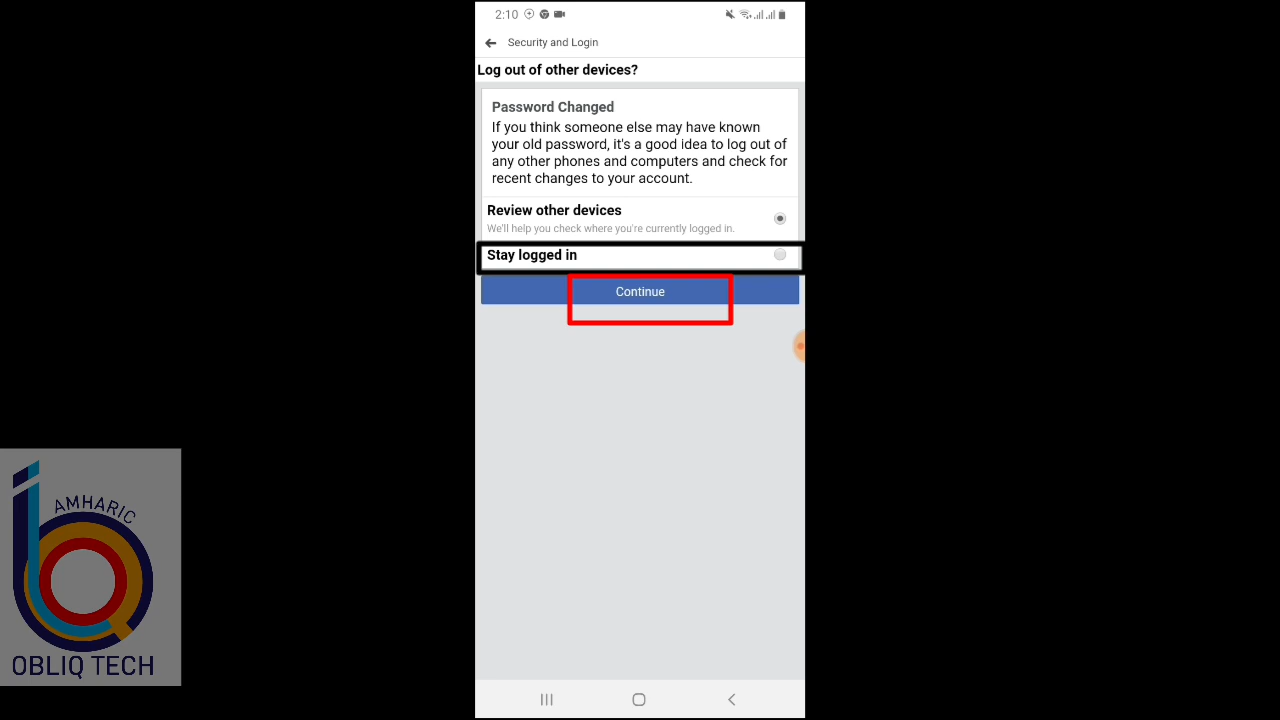 2:10
Security and Login
Log out of other devices?
Password Changed
If you think someone else may have known
your old password, it's a good idea to log out of
any other phones and computers and check for
recent changes to your account.
Review other devices
We'll help you check where you're currently logged in.
Stay logged in
Continue
AMHARIC
OBLIQ TECH